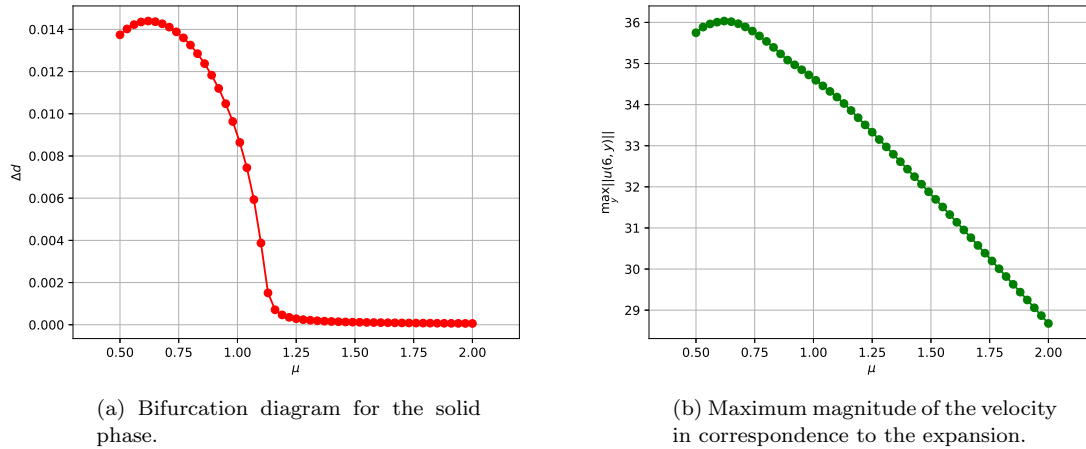 0.014
0.012
0.010
0.008
0.006
0.004
0.002
0.000
Δd
0.50 0.75 1.00 1.25 1.50 1.75 2.00
μ
(a) Bifurcation diagram for the solid
phase.
36
35
34
33
32
31
30
29
max_y ||u(6, y)||
0.50 0.75 1.00 1.25 1.50 1.75 2.00
μ
(b) Maximum magnitude of the velocity
in correspondence to the expansion.